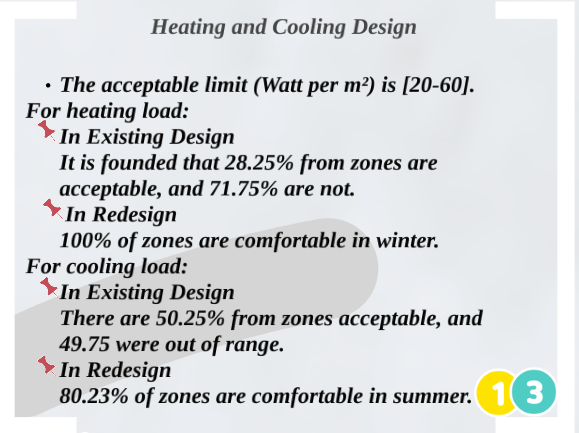 Heating and Cooling Design
• The acceptable limit (Watt per m²) is [20-60].
For heating load:
In Existing Design
It is founded that 28.25% from zones are
acceptable, and 71.75% are not.
In Redesign
100% of zones are comfortable in winter.
For cooling load:
In Existing Design
There are 50.25% from zones acceptable, and
49.75 were out of range.
In Redesign
80.23% of zones are comfortable in summer.
13